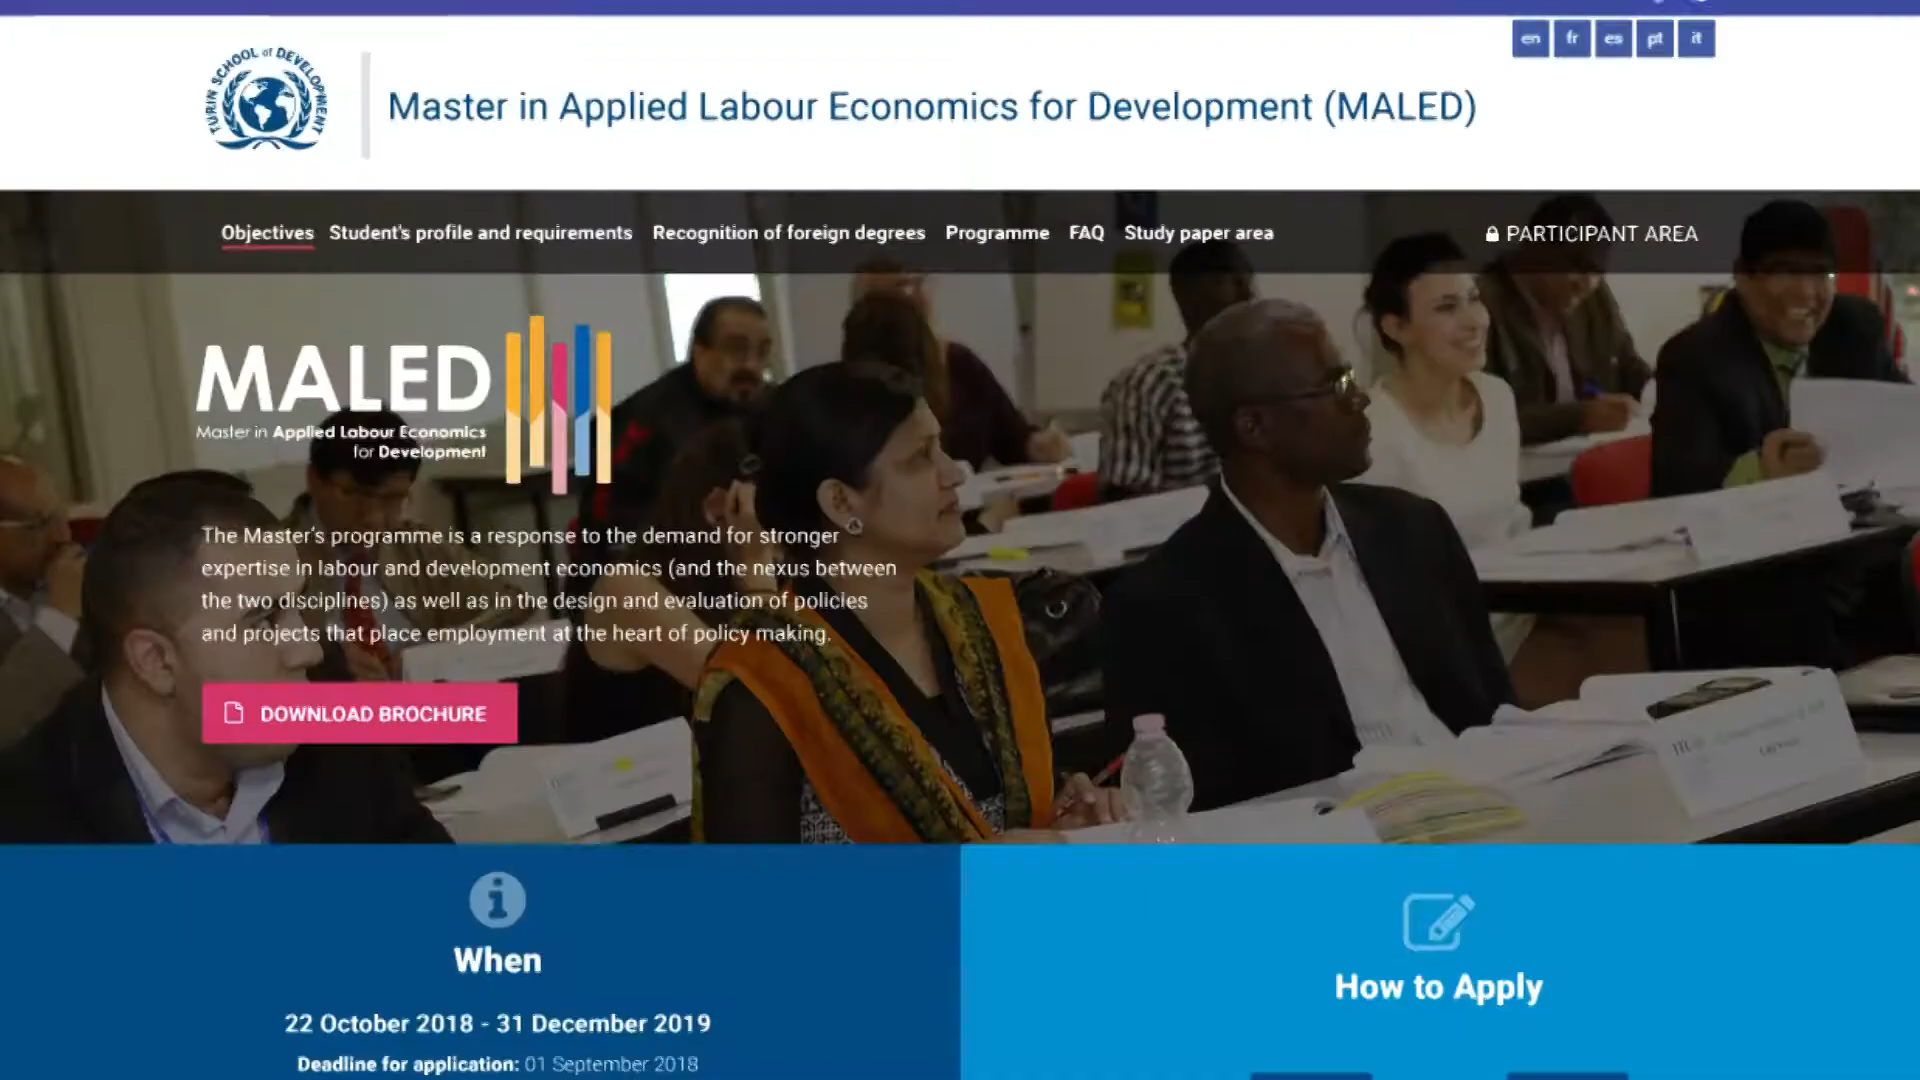 en fr es pt it
TURIN SCHOOL of DEVELOPMENT
Master in Applied Labour Economics for Development (MALED)
Objectives Student's profile and requirements Recognition of foreign degrees Programme FAQ Study paper area PARTICIPANT AREA
MALED
Master in Applied Labour Economics
for Development
The Master's programme is a response to the demand for stronger
expertise in labour and development economics (and the nexus between
the two disciplines) as well as in the design and evaluation of policies
and projects that place employment at the heart of policy making.
DOWNLOAD BROCHURE
When
22 October 2018 - 31 December 2019
Deadline for application: 01 September 2018
How to Apply